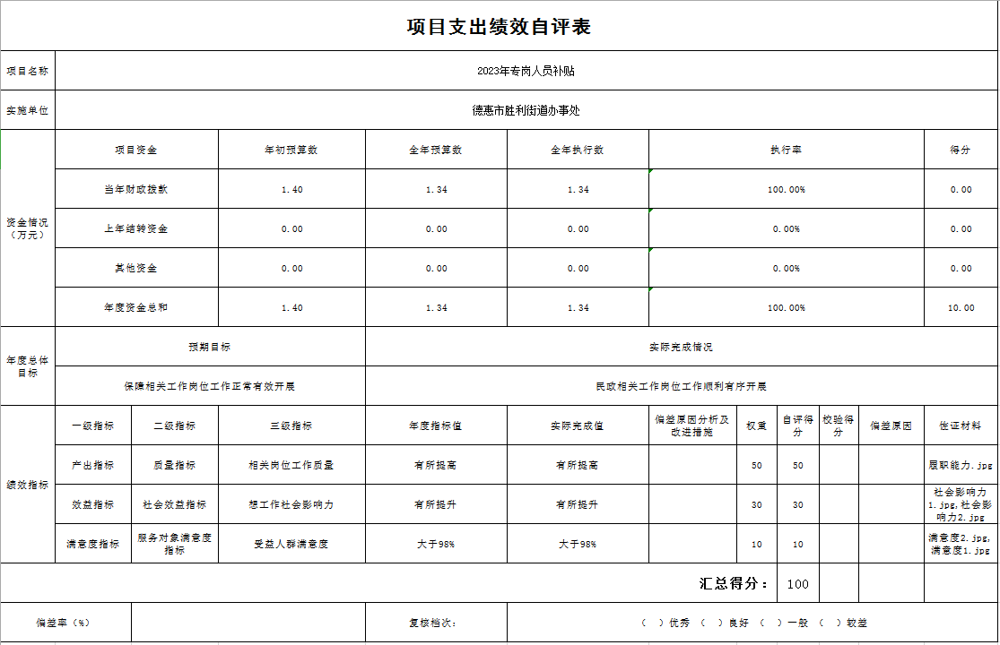 项目支出绩效自评表
项目名称 2023年专岗人员补贴
实施单位 德惠市胜利街道办事处
资金情况（万元） 项目资金 年初预算数 全年预算数 全年执行数 执行率 得分
当年财政拨款 1.40 1.34 1.34 100.00% 0.00
上年结转资金 0.00 0.00 0.00 0.00% 0.00
其他资金 0.00 0.00 0.00 0.00% 0.00
年度资金总和 1.40 1.34 1.34 100.00% 10.00
年度总体目标 预期目标 实际完成情况
保障相关工作岗位工作正常有效开展 民政相关工作岗位工作顺利有序开展
绩效指标 一级指标 二级指标 三级指标 年度指标值 实际完成值 偏差原因分析及改进措施 权重 自评得分 校验得分 偏差原因 佐证材料
产出指标 质量指标 相关岗位工作质量 有所提高 有所提高 50 50 履职能力.jpg
效益指标 社会效益指标 想工作社会影响力 有所提升 有所提升 30 30 社会影响力1.jpg,社会影响力2.jpg
满意度指标 服务对象满意度指标 受益人群满意度 大于98% 大于98% 10 10 满意度2.jpg,满意度1.jpg
汇总得分： 100
偏差率（%） 复核档次： （ ）优秀 （ ）良好 （ ）一般 （ ）较差